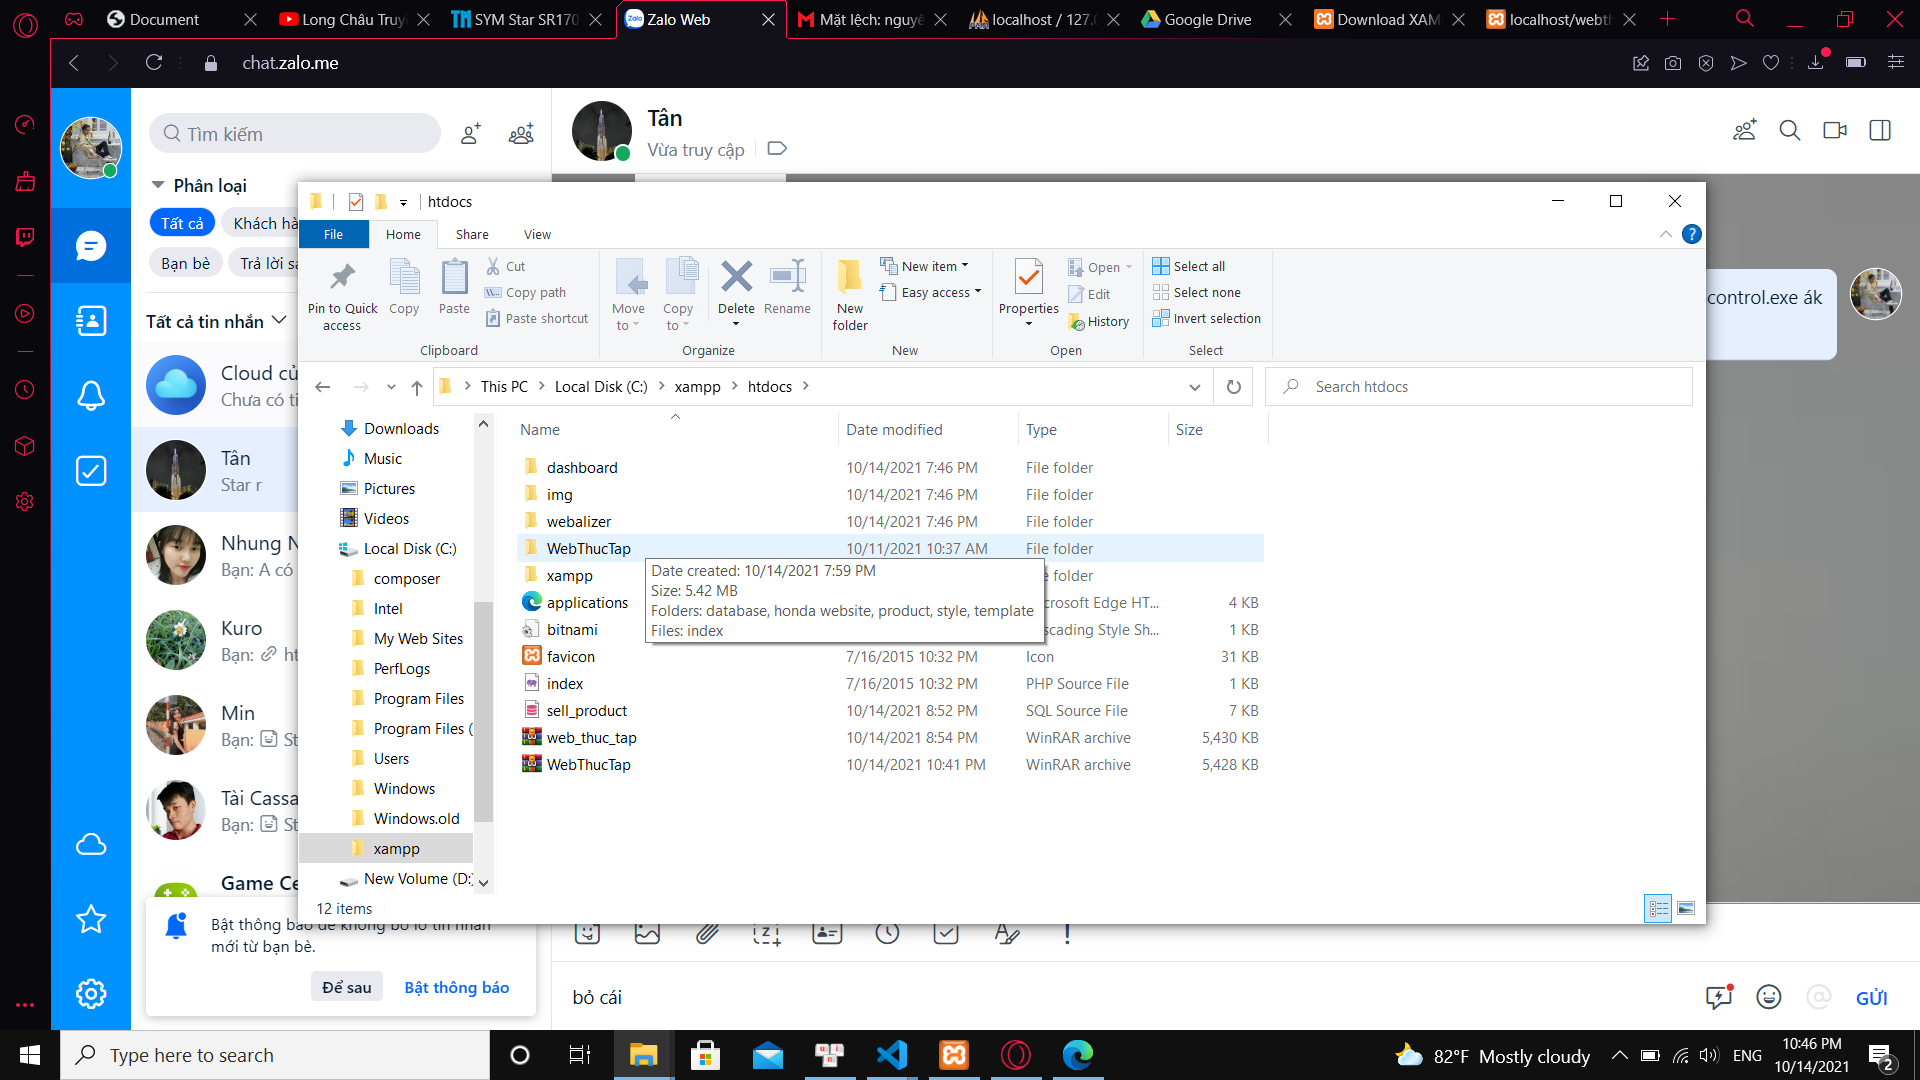 Document
Long Châu Truy
SYM Star SR170
Zalo Web
Mặt lệch: nguyê
localhost / 127.0
Google Drive
Download XAM
localhost/webth
chat.zalo.me
Tìm kiếm
Phân loại
Tất cả
Khách hà
Bạn bè
Trả lời sa
Tất cả tin nhắn
Cloud củ
Chưa có ti
Tân
Star r
Nhung N
Bạn: A có
Kuro
Bạn: ht
Min
Bạn: St
Tài Cassa
Bạn: St
Game Ce
Bật thông báo để không bỏ lỡ tin nhắn
mới từ bạn bè.
Để sau
Bật thông báo
Tân
Vừa truy cập
control.exe ák
htdocs
File
Home
Share
View
Pin to Quick
access
Copy
Paste
Cut
Copy path
Paste shortcut
Clipboard
Move
to
Copy
to
Delete
Rename
Organize
New
folder
New item
Easy access
New
Properties
Open
Edit
History
Open
Select all
Select none
Invert selection
Select
This PC
Local Disk (C:)
xampp
htdocs
Search htdocs
Downloads
Music
Pictures
Videos
Local Disk (C:)
composer
Intel
My Web Sites
PerfLogs
Program Files
Program Files (
Users
Windows
Windows.old
xampp
New Volume (D:)
Name Date modified Type Size
dashboard 10/14/2021 7:46 PM File folder
img 10/14/2021 7:46 PM File folder
webalizer 10/14/2021 7:46 PM File folder
WebThucTap 10/11/2021 10:37 AM File folder
xampp e folder
applications crosoft Edge HT... 4 KB
bitnami scading Style Sh... 1 KB
favicon 7/16/2015 10:32 PM Icon 31 KB
index 7/16/2015 10:32 PM PHP Source File 1 KB
sell_product 10/14/2021 8:52 PM SQL Source File 7 KB
web_thuc_tap 10/14/2021 8:54 PM WinRAR archive 5,430 KB
WebThucTap 10/14/2021 10:41 PM WinRAR archive 5,428 KB
Date created: 10/14/2021 7:59 PM
Size: 5.42 MB
Folders: database, honda website, product, style, template
Files: index
12 items
bỏ cái
GỬI
Type here to search
82°F Mostly cloudy
ENG
10:46 PM
10/14/2021
2